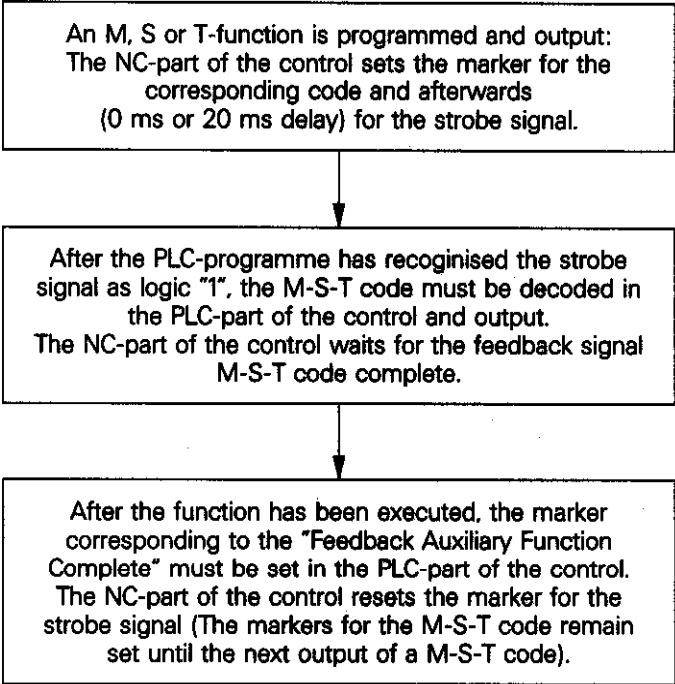 An M, S or T-function is programmed and output:
The NC-part of the control sets the marker for the
corresponding code and afterwards
(0 ms or 20 ms delay) for the strobe signal.
After the PLC-programme has recoginised the strobe
signal as logic "1", the M-S-T code must be decoded in
the PLC-part of the control and output.
The NC-part of the control waits for the feedback signal
M-S-T code complete.
After the function has been executed, the marker
corresponding to the "Feedback Auxiliary Function
Complete" must be set in the PLC-part of the control.
The NC-part of the control resets the marker for the
strobe signal (The markers for the M-S-T code remain
set until the next output of a M-S-T code).